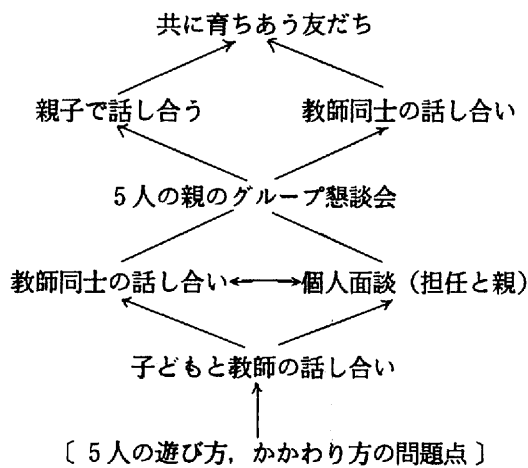 共に育ちあう友だち
親子で話し合う 教師同士の話し合い
5人の親のグループ懇談会
教師同士の話し合い 個人面談（担任と親）
子どもと教師の話し合い
〔 5人の遊び方，かかわり方の問題点 〕